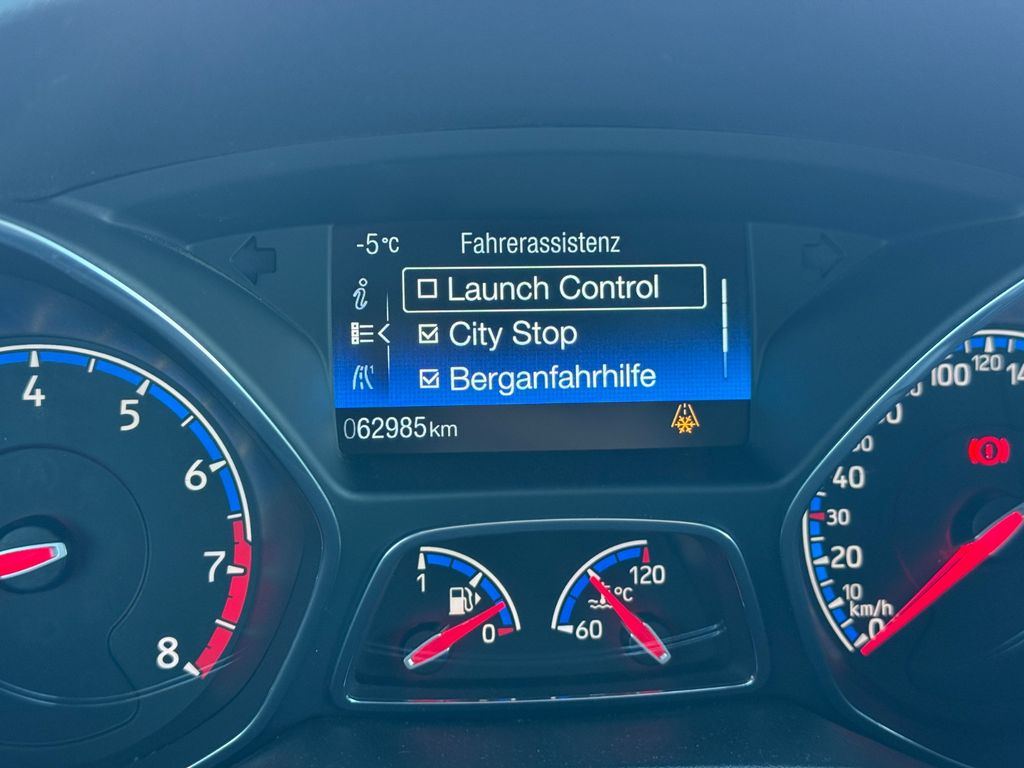 -5°C Fahrerassistenz
Launch Control
City Stop
Berganfahrhilfe
062985 km
4
5
6
7
8
1
0
60
120
°C
0
10
20
30
40
100
120
km/h